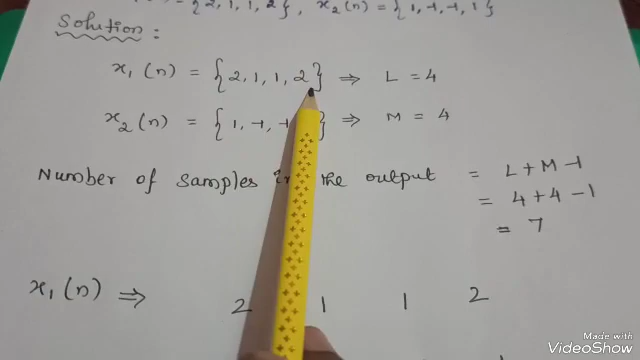 {2, 1, 1, 2}, x₂(n) = {1, -1, -1, 1}
Solution:
x₁(n) = {2, 1, 1, 2} ⇒ L = 4
x₂(n) = {1, -1, -1 } ⇒ M = 4
Number of samples in the output = L + M - 1
= 4 + 4 - 1
= 7
x₁(n) ⇒ 2 1 1 2
Made with
VideoShow